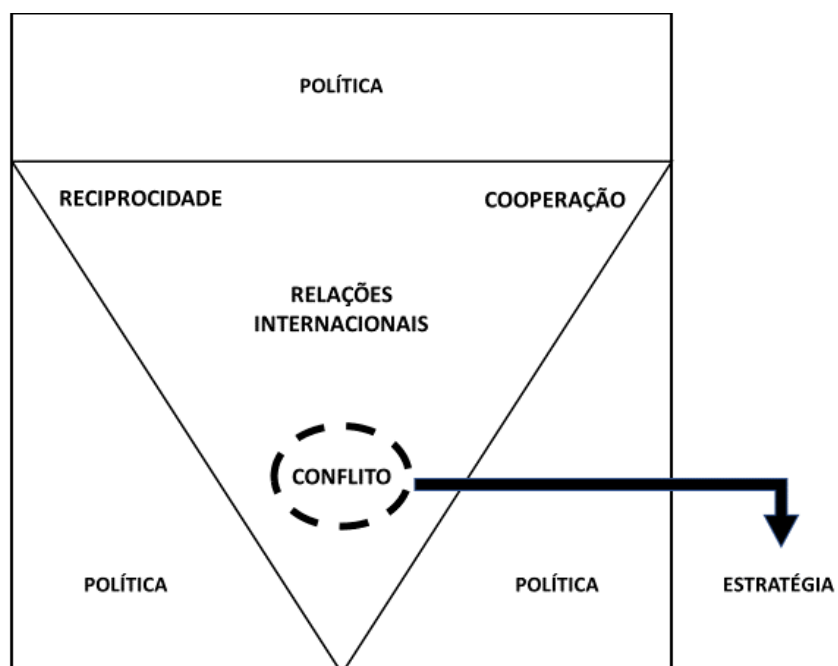 POLÍTICA
RECIPROCIDADE
COOPERAÇÃO
RELAÇÕES
INTERNACIONAIS
CONFLITO
POLÍTICA
POLÍTICA
ESTRATÉGIA